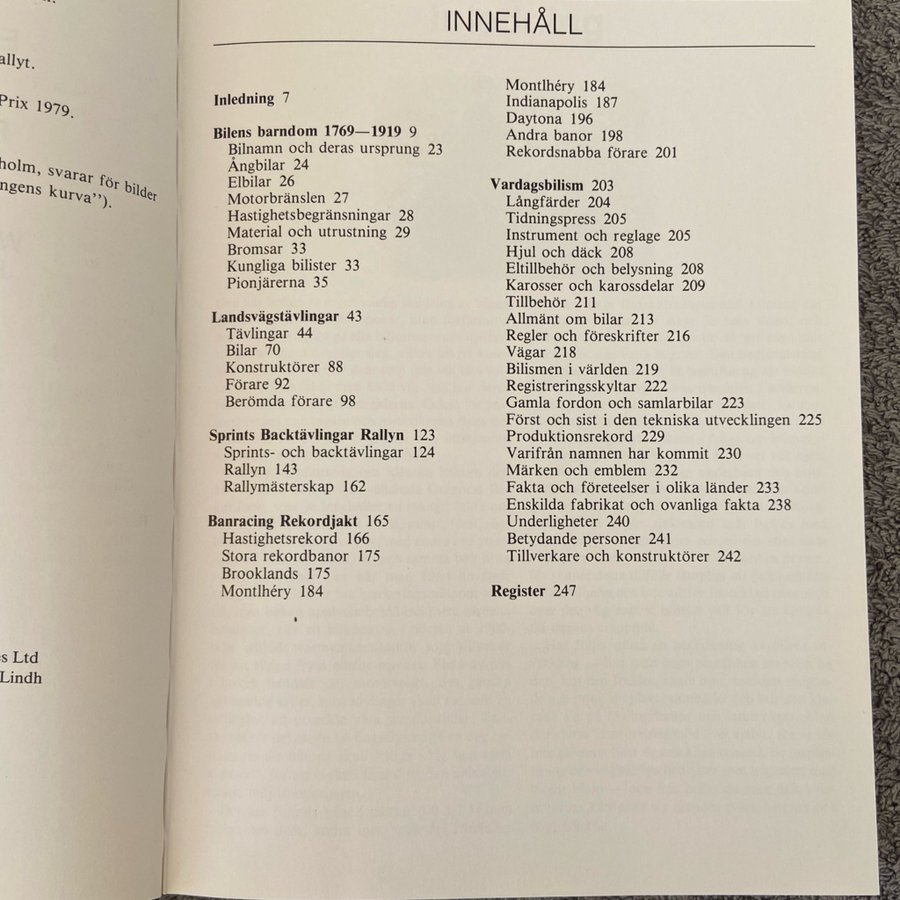 allyt.
Prix 1979.
holm, svarar för bilder
ngens kurva").
s Ltd
Lindh
INNEHÅLL
Inledning 7
Bilens barndom 1769—1919 9
Bilnamn och deras ursprung 23
Ångbilar 24
Elbilar 26
Motorbränslen 27
Hastighetsbegränsningar 28
Material och utrustning 29
Bromsar 33
Kungliga bilister 33
Pionjärerna 35
Landsvägstävlingar 43
Tävlingar 44
Bilar 70
Konstruktörer 88
Förare 92
Berömda förare 98
Sprints Backtävlingar Rallyn 123
Sprints- och backtävlingar 124
Rallyn 143
Rallymästerskap 162
Banracing Rekordjakt 165
Hastighetsrekord 166
Stora rekordbanor 175
Brooklands 175
Montlhéry 184
Montlhéry 184
Indianapolis 187
Daytona 196
Andra banor 198
Rekordsnabba förare 201
Vardagsbilism 203
Långfärder 204
Tidningspress 205
Instrument och reglage 205
Hjul och däck 208
Eltillbehör och belysning 208
Karosser och karossdelar 209
Tillbehör 211
Allmänt om bilar 213
Regler och föreskrifter 216
Vägar 218
Bilismen i världen 219
Registreringsskyltar 222
Gamla fordon och samlarbilar 223
Först och sist i den tekniska utvecklingen 225
Produktionsrekord 229
Varifrån namnen har kommit 230
Märken och emblem 232
Fakta och företeelser i olika länder 233
Enskilda fabrikat och ovanliga fakta 238
Underligheter 240
Betydande personer 241
Tillverkare och konstruktörer 242
Register 247